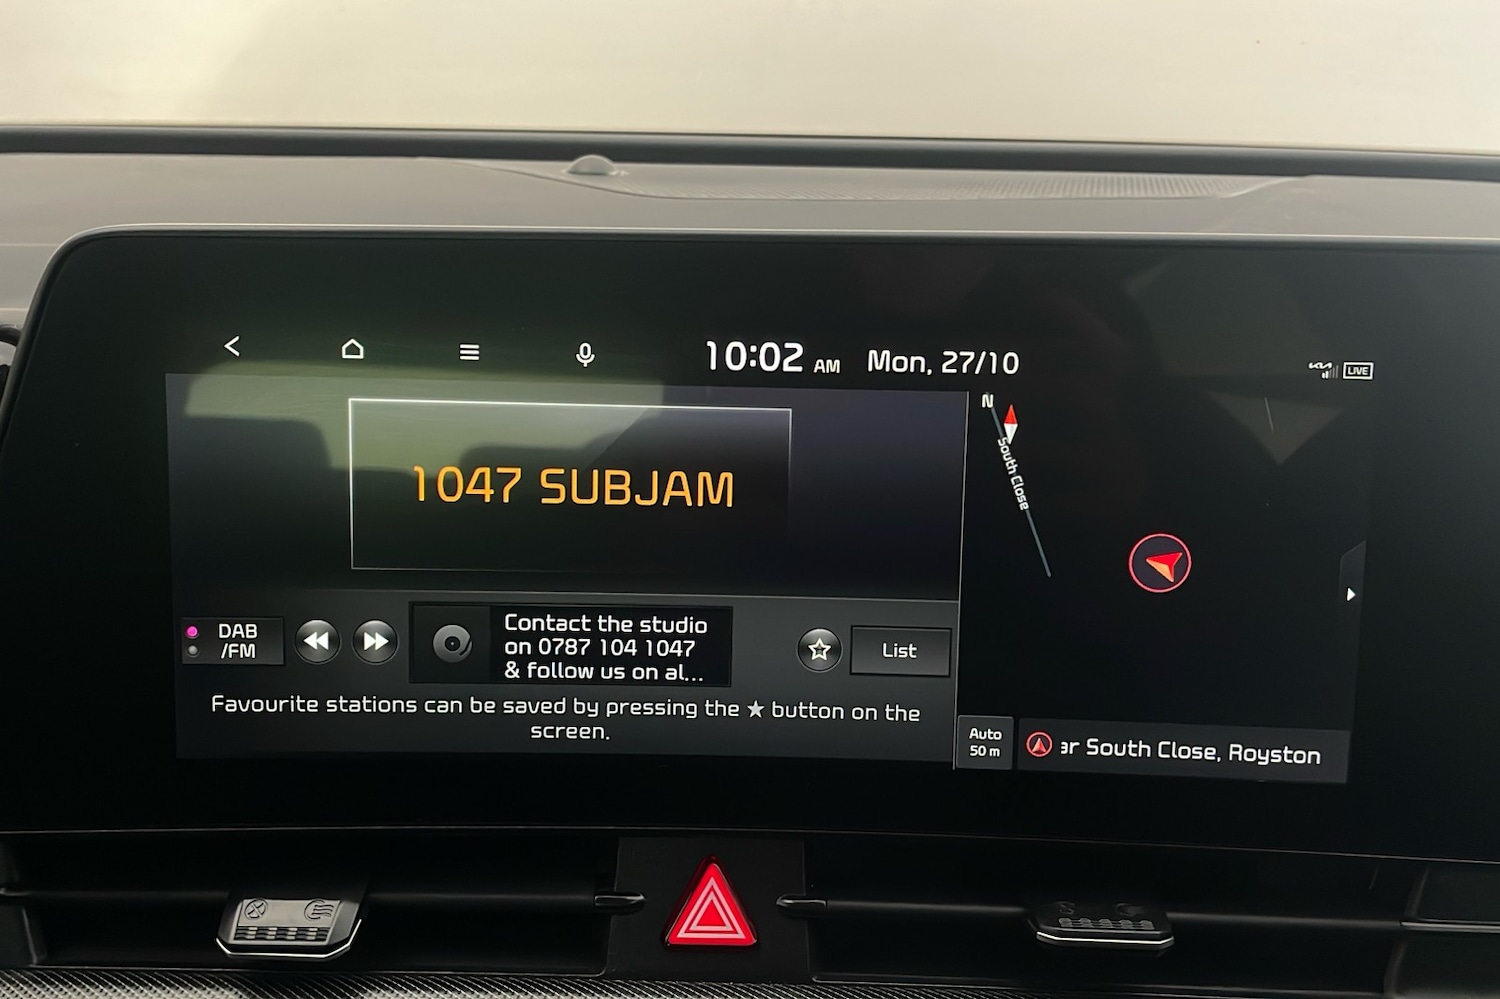 10:02 AM Mon, 27/10
KIA LIVE
1047 SUBJAM
N
South Close
DAB
/FM
Contact the studio
on 0787 104 1047
& follow us on al...
List
Favourite stations can be saved by pressing the ★ button on the
screen.
Auto
50 m
ar South Close, Royston